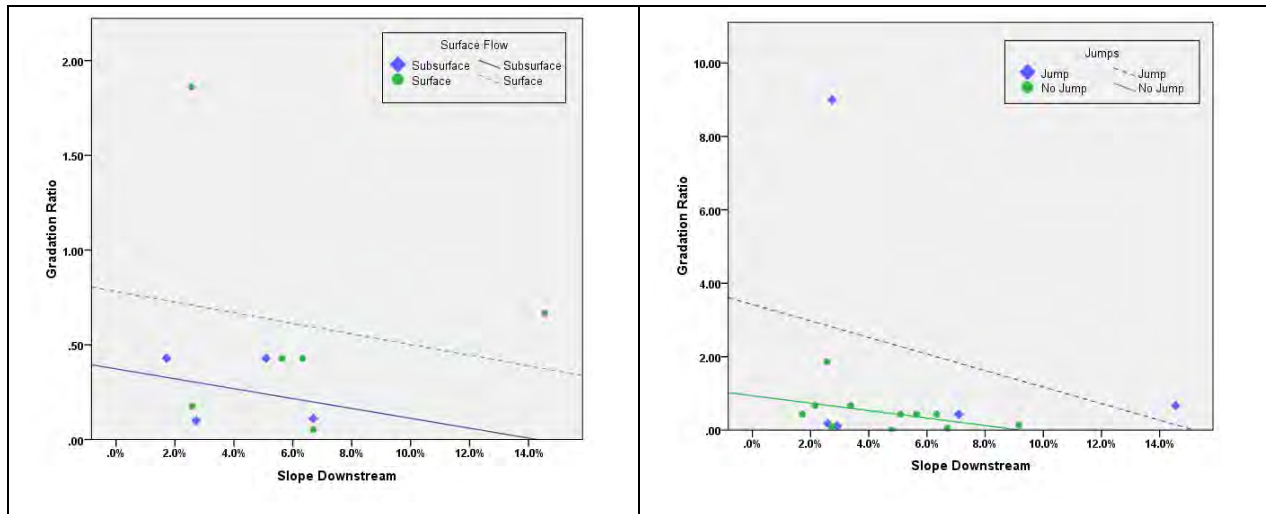 Surface Flow
Subsurface Subsurface
Surface Surface
2.00
1.50
1.00
.50
.00
Gradation Ratio
.0% 2.0% 4.0% 6.0% 8.0% 10.0% 12.0% 14.0%
Slope Downstream
Jumps
Jump Jump
No Jump No Jump
10.00
8.00
6.00
4.00
2.00
.00
Gradation Ratio
.0% 2.0% 4.0% 6.0% 8.0% 10.0% 12.0% 14.0%
Slope Downstream